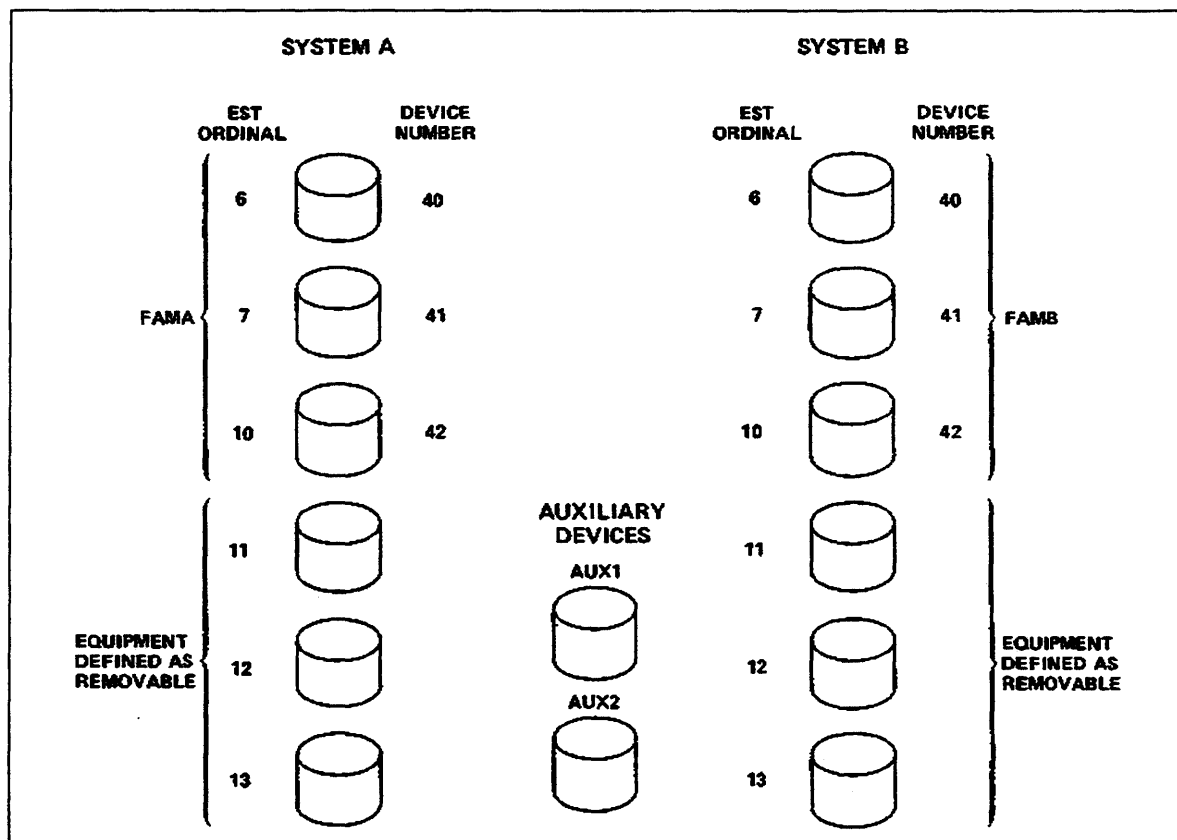 SYSTEM A
SYSTEM B
EST ORDINAL
DEVICE NUMBER
EST ORDINAL
DEVICE NUMBER
6
40
6
40
FAMA
7
41
7
41
FAMB
10
42
10
42
11
AUXILIARY
DEVICES
11
AUX1
EQUIPMENT
DEFINED AS
REMOVABLE
12
12
EQUIPMENT
DEFINED AS
REMOVABLE
AUX2
13
13